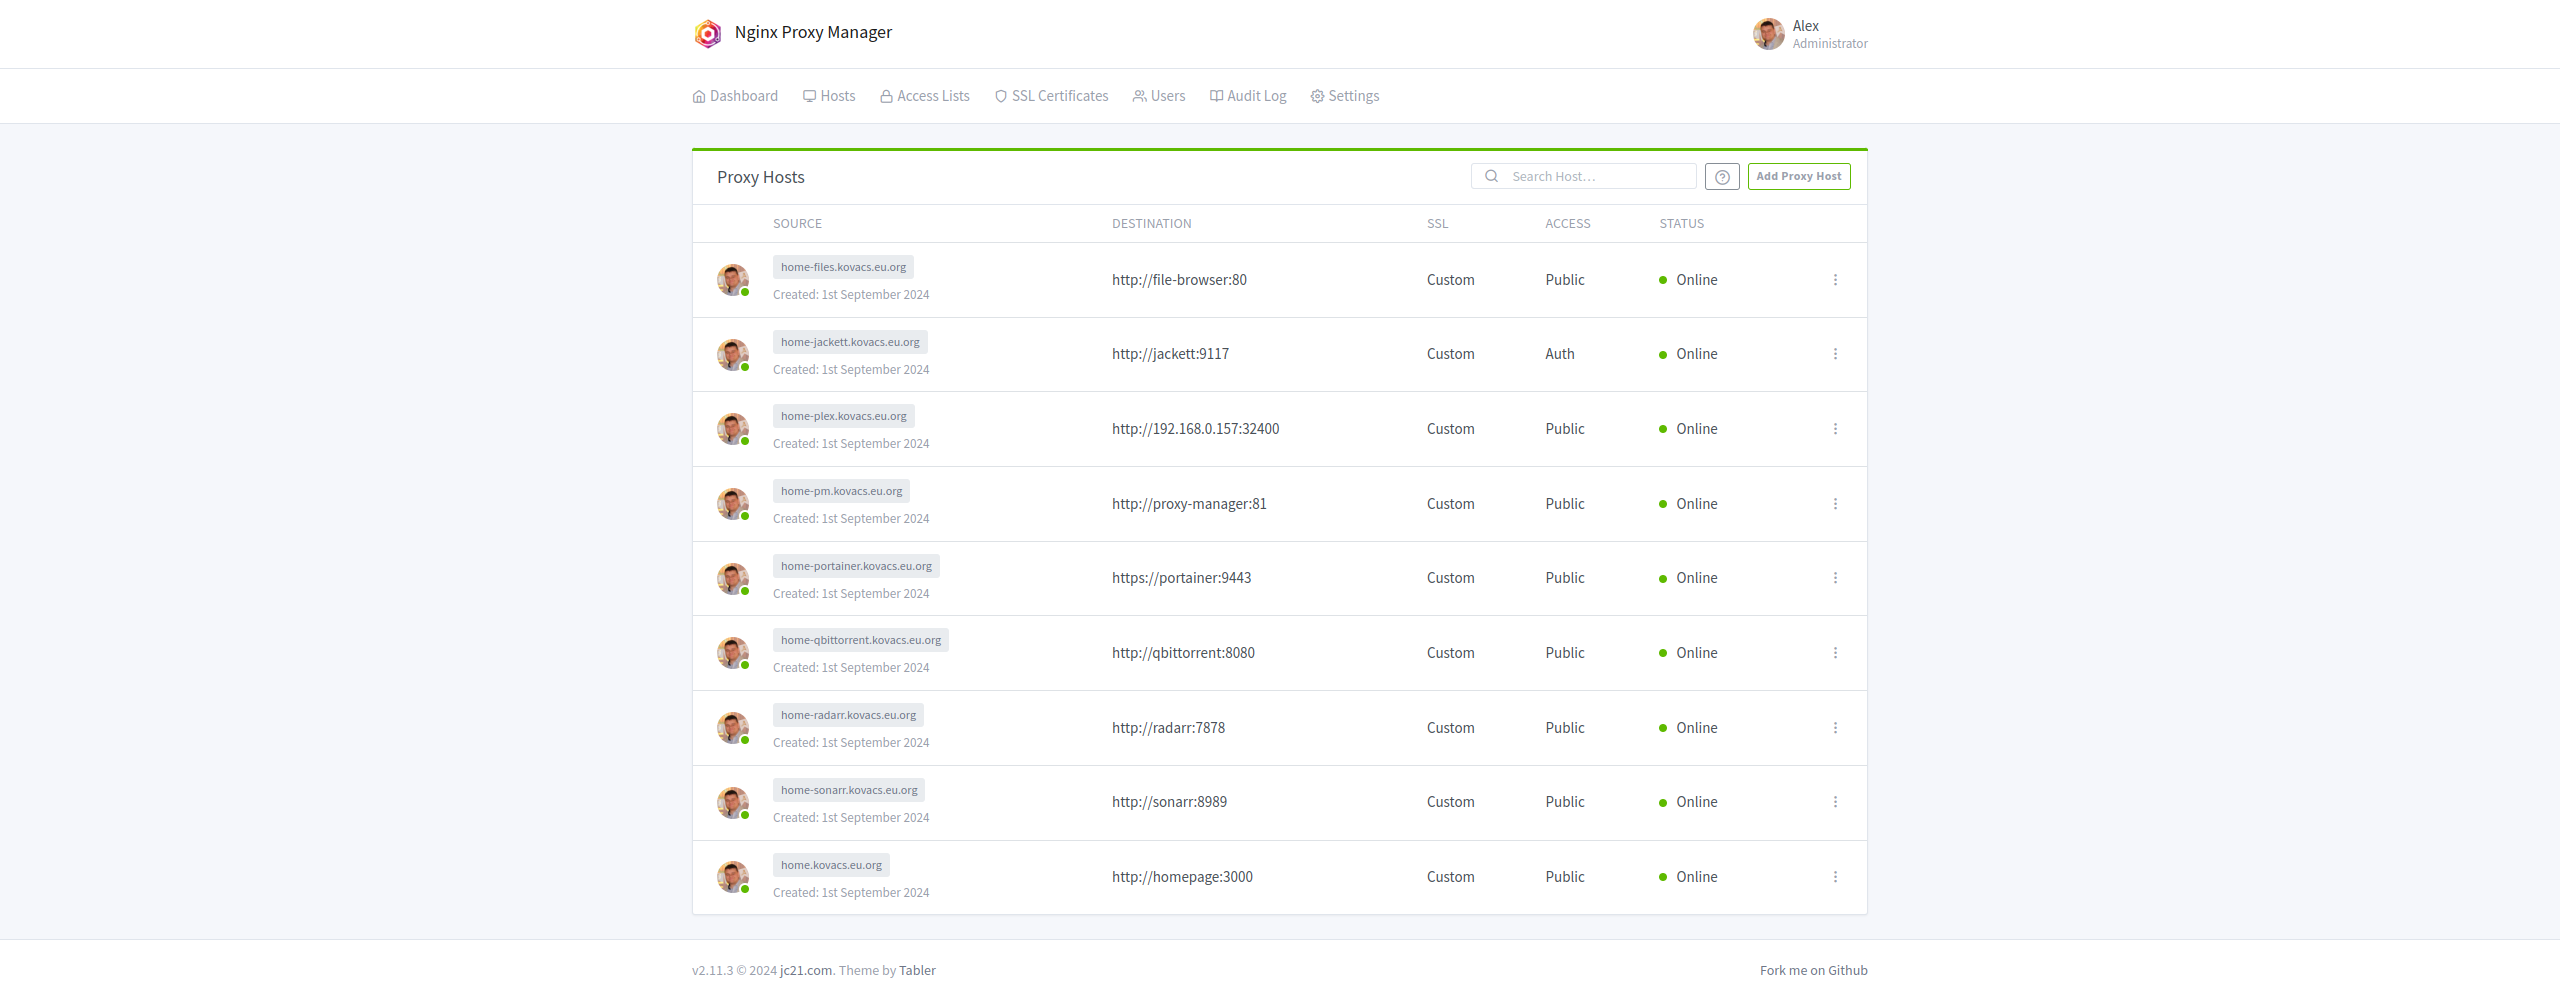 Nginx Proxy Manager
Alex
Administrator
Dashboard Hosts Access Lists SSL Certificates Users Audit Log Settings
Proxy Hosts Search Host… Add Proxy Host
SOURCE DESTINATION SSL ACCESS STATUS
home-files.kovacs.eu.org
Created: 1st September 2024
http://file-browser:80 Custom Public Online
home-jackett.kovacs.eu.org
Created: 1st September 2024
http://jackett:9117 Custom Auth Online
home-plex.kovacs.eu.org
Created: 1st September 2024
http://192.168.0.157:32400 Custom Public Online
home-pm.kovacs.eu.org
Created: 1st September 2024
http://proxy-manager:81 Custom Public Online
home-portainer.kovacs.eu.org
Created: 1st September 2024
https://portainer:9443 Custom Public Online
home-qbittorrent.kovacs.eu.org
Created: 1st September 2024
http://qbittorrent:8080 Custom Public Online
home-radarr.kovacs.eu.org
Created: 1st September 2024
http://radarr:7878 Custom Public Online
home-sonarr.kovacs.eu.org
Created: 1st September 2024
http://sonarr:8989 Custom Public Online
home.kovacs.eu.org
Created: 1st September 2024
http://homepage:3000 Custom Public Online
v2.11.3 © 2024 jc21.com. Theme by Tabler
Fork me on Github